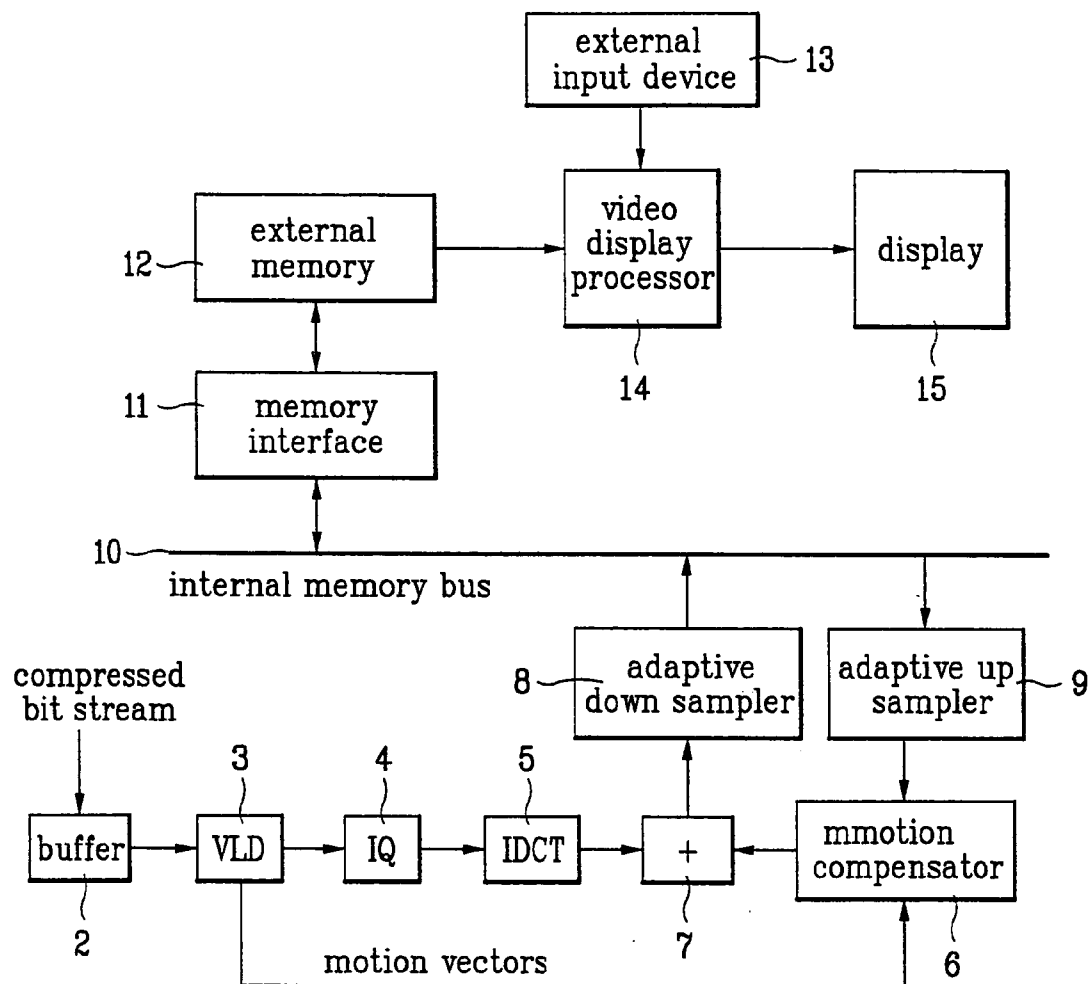 external
input device
13
video
display
processor
14
display
15
external
memory
12
memory
interface
11
10
internal memory bus
adaptive
down sampler
8
adaptive up
sampler
9
compressed
bit stream
3
4
5
buffer
VLD
IQ
IDCT
+
mmotion
compensator
2
7
6
motion vectors